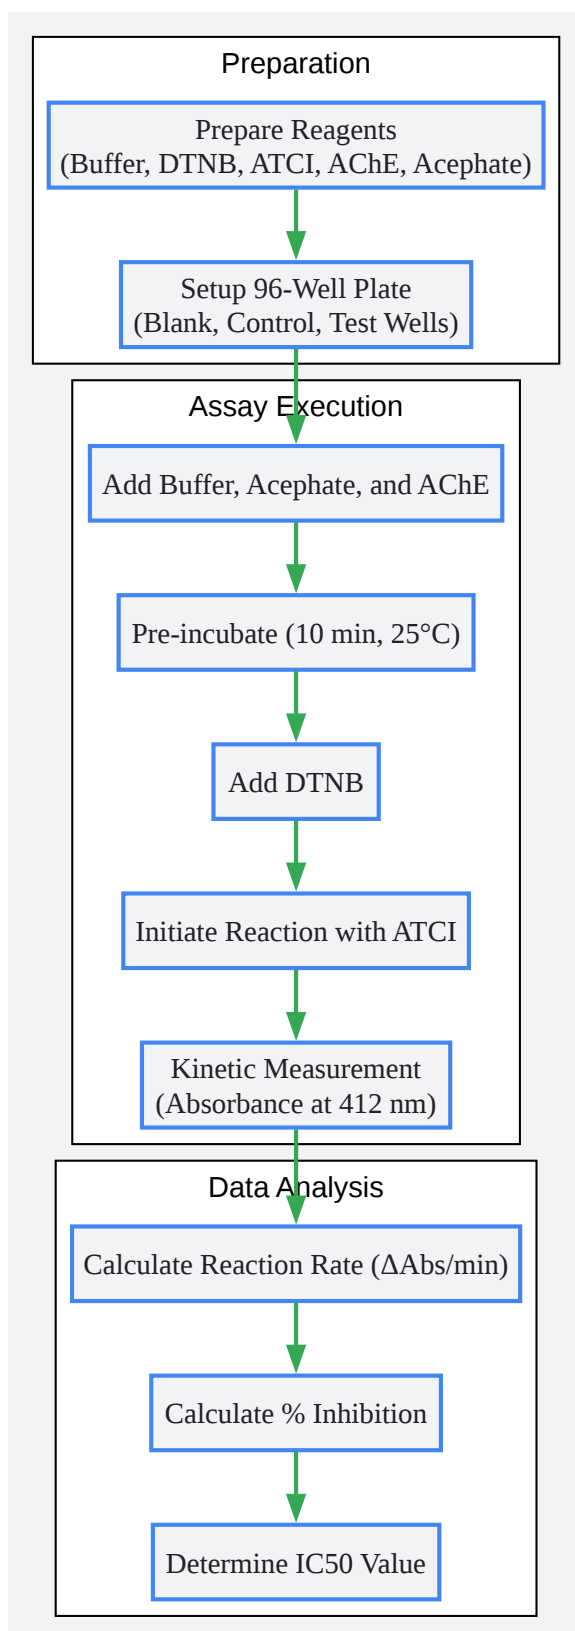 Preparation
Prepare Reagents
(Buffer, DTNB, ATCI, AChE, Acephate)
Setup 96-Well Plate
(Blank, Control, Test Wells)
Assay Execution
Add Buffer, Acephate, and AChE
Pre-incubate (10 min, 25°C)
Add DTNB
Initiate Reaction with ATCI
Kinetic Measurement
(Absorbance at 412 nm)
Data Analysis
Calculate Reaction Rate (ΔAbs/min)
Calculate % Inhibition
Determine IC50 Value